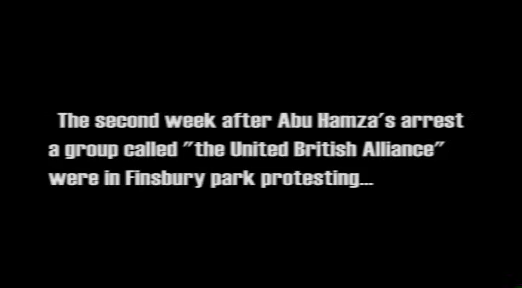 The second week after Abu Hamza's arrest
a group called "the United British Alliance"
were in Finsbury park protesting...